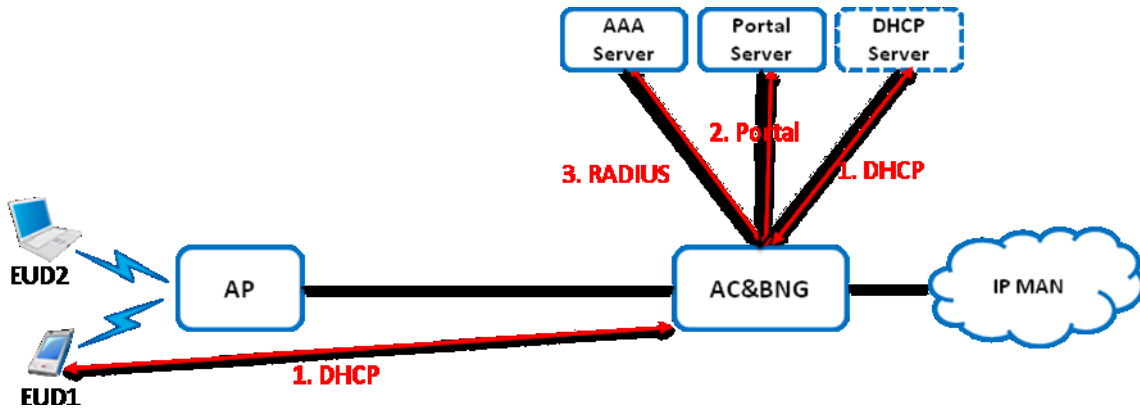 AAA
Server
Portal
Server
DHCP
Server
2. Portal
3. RADIUS
1. DHCP
EUD2
AP
AC&BNG
IP MAN
1. DHCP
EUD1